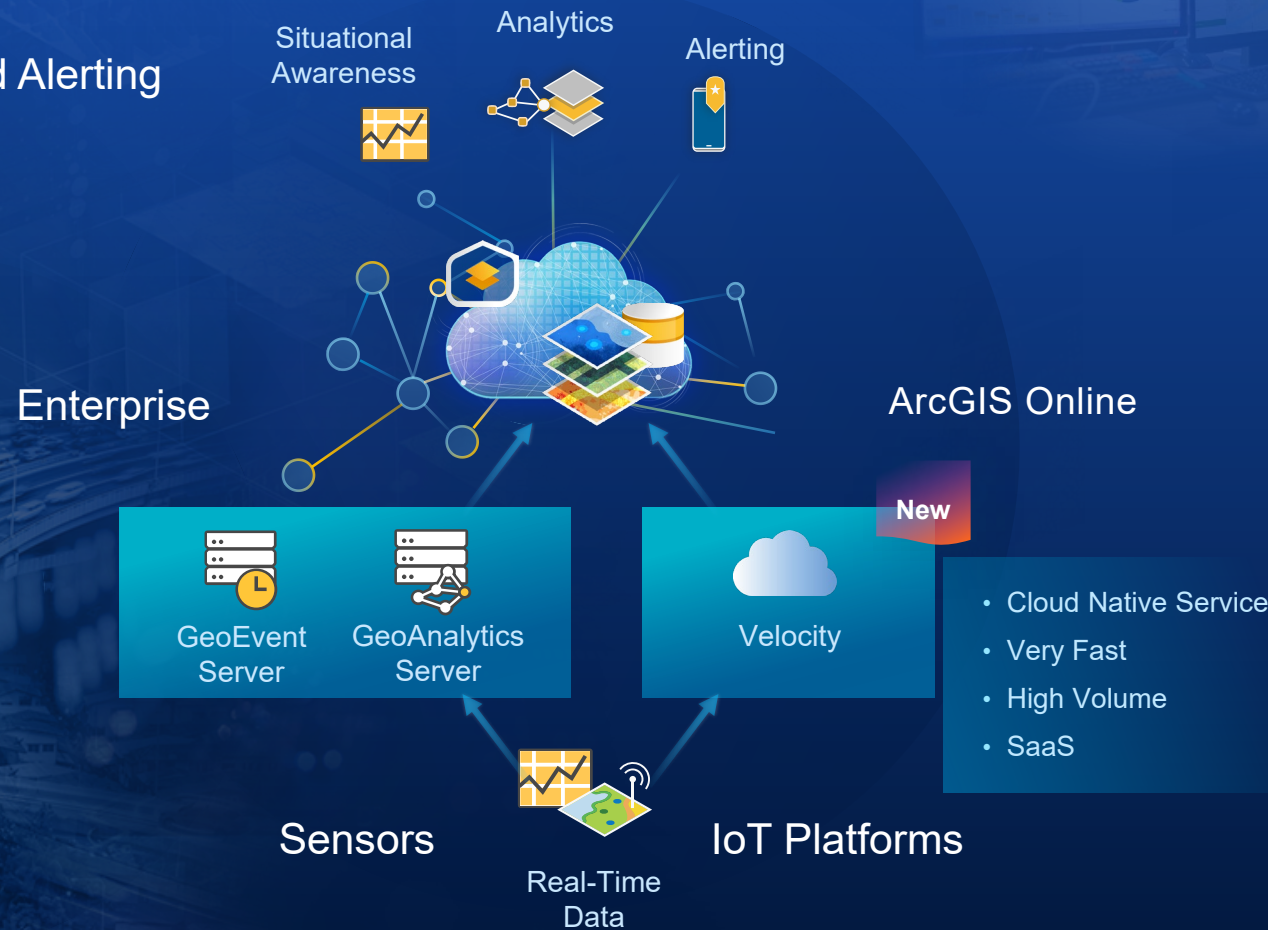 Analytics
Situational
Awareness
Alerting
d Alerting
Enterprise
ArcGIS Online
New
GeoEvent
Server
GeoAnalytics
Server
Velocity
• Cloud Native Service
• Very Fast
• High Volume
• SaaS
Sensors
IoT Platforms
Real-Time
Data